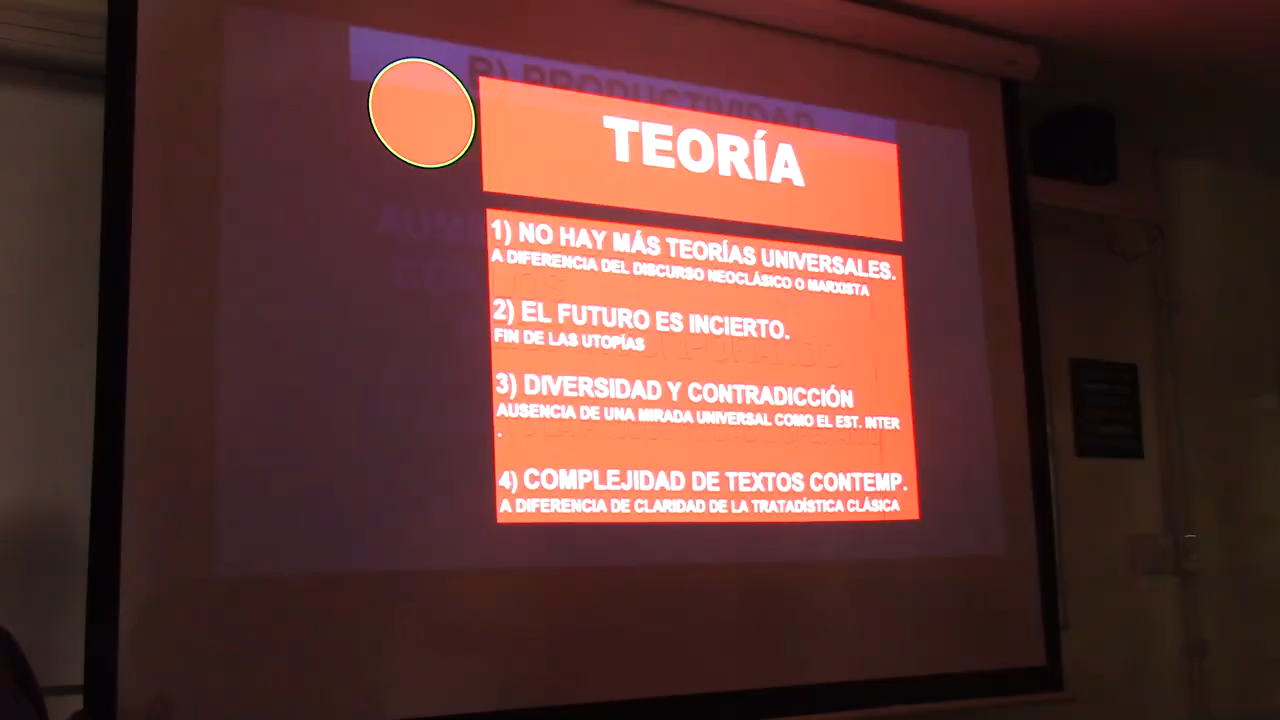 B) PRODUCTIVIDAD
TEORÍA
1) NO HAY MÁS TEORÍAS UNIVERSALES.
A DIFERENCIA DEL DISCURSO NEOCLÁSICO O MARXISTA
2) EL FUTURO ES INCIERTO.
FIN DE LAS UTOPÍAS
3) DIVERSIDAD Y CONTRADICCIÓN
AUSENCIA DE UNA MIRADA UNIVERSAL COMO EL EST. INTER
.
4) COMPLEJIDAD DE TEXTOS CONTEMP.
A DIFERENCIA DE CLARIDAD DE LA TRATADÍSTICA CLÁSICA